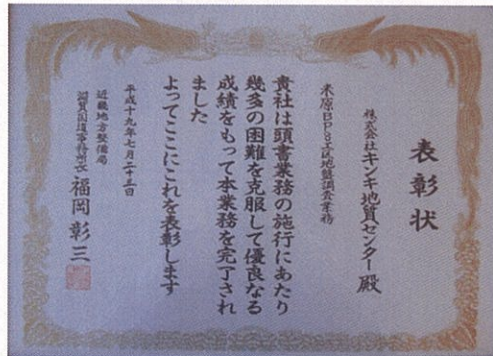 表彰状
株式会社キンキ地質センター殿
米原BP3工区地盤調査業務
貴社は頭書業務の施行にあたり
幾多の困難を克服して優良なる
成績をもって本業務を完了され
ました
よってここにこれを表彰します
平成十九年七月二十三日
近畿地方整備局
滋賀国道事務所長 福岡彰三